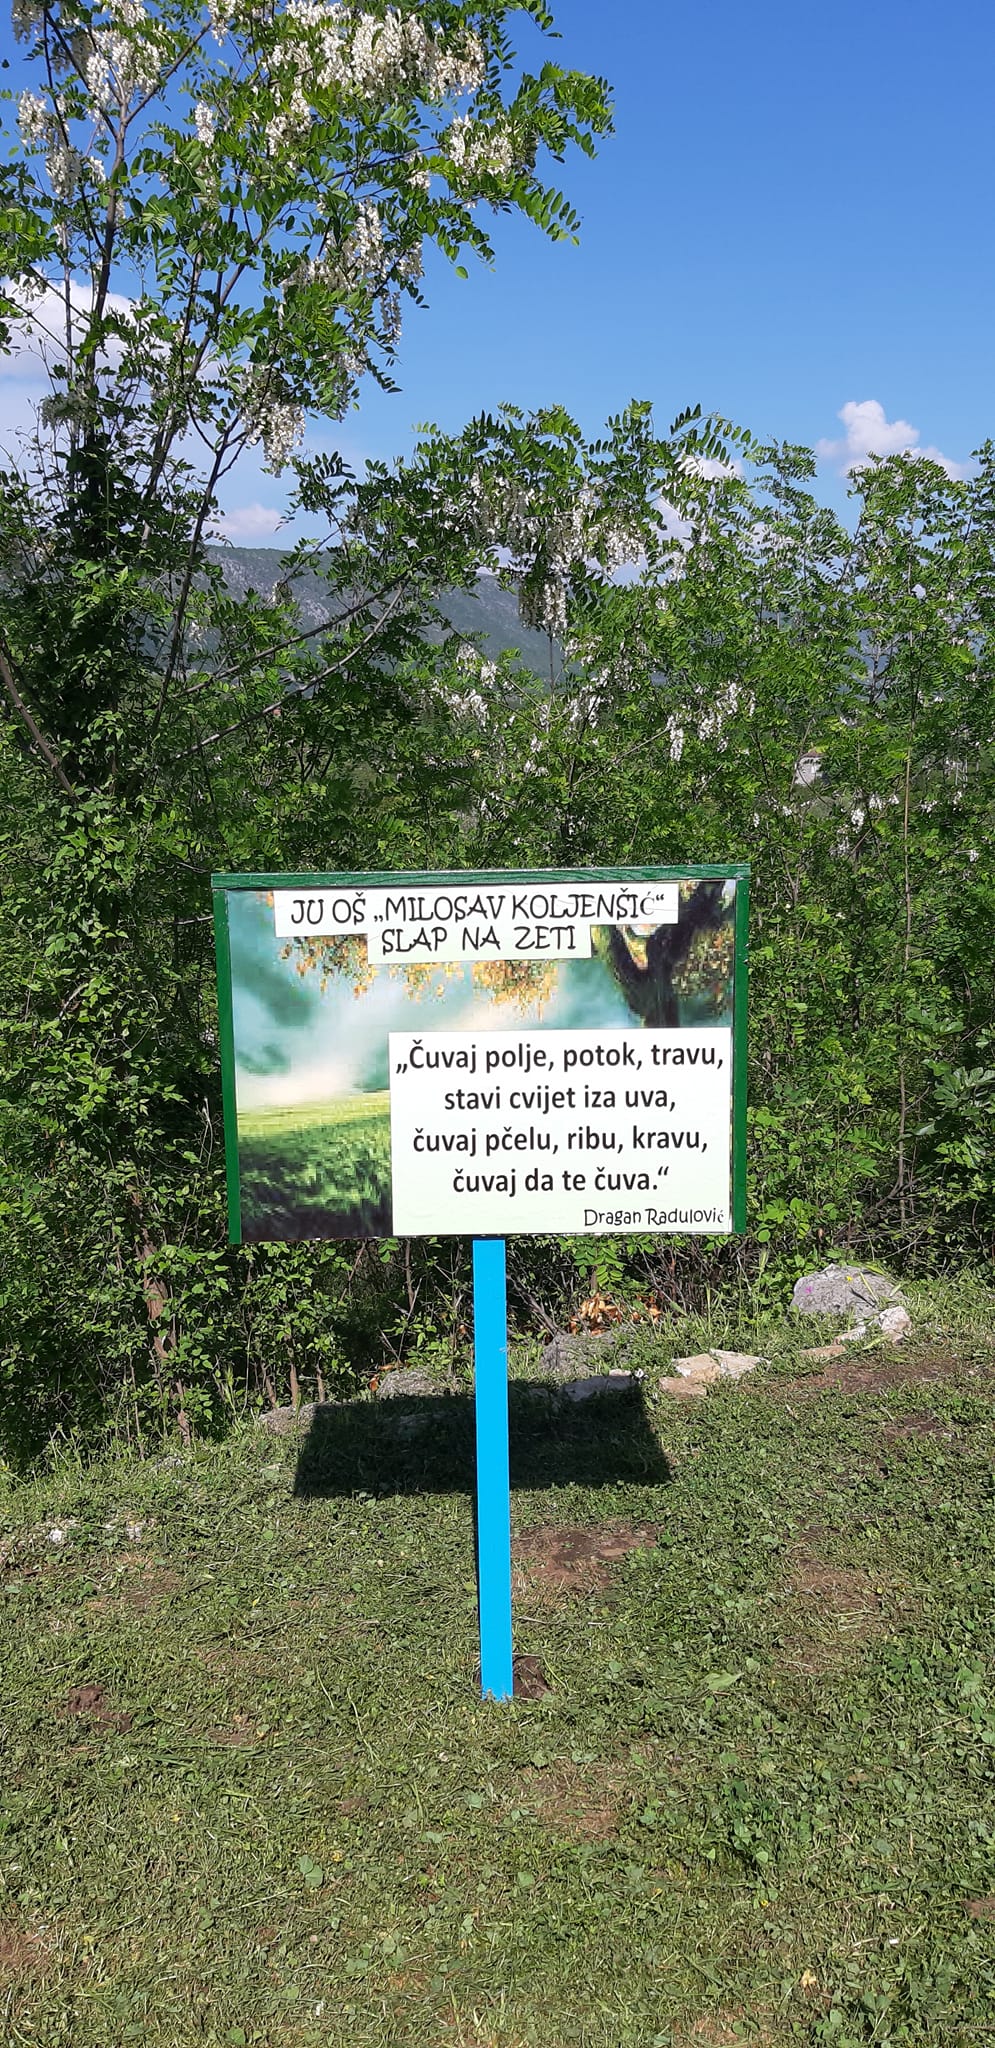 JU OŠ „MILOSAV KOLJENŠIĆ“
SLAP NA ZETI
„Čuvaj polje, potok, travu,
stavi cvijet iza uva,
čuvaj pčelu, ribu, kravu,
čuvaj da te čuva.“
Dragan Radulović